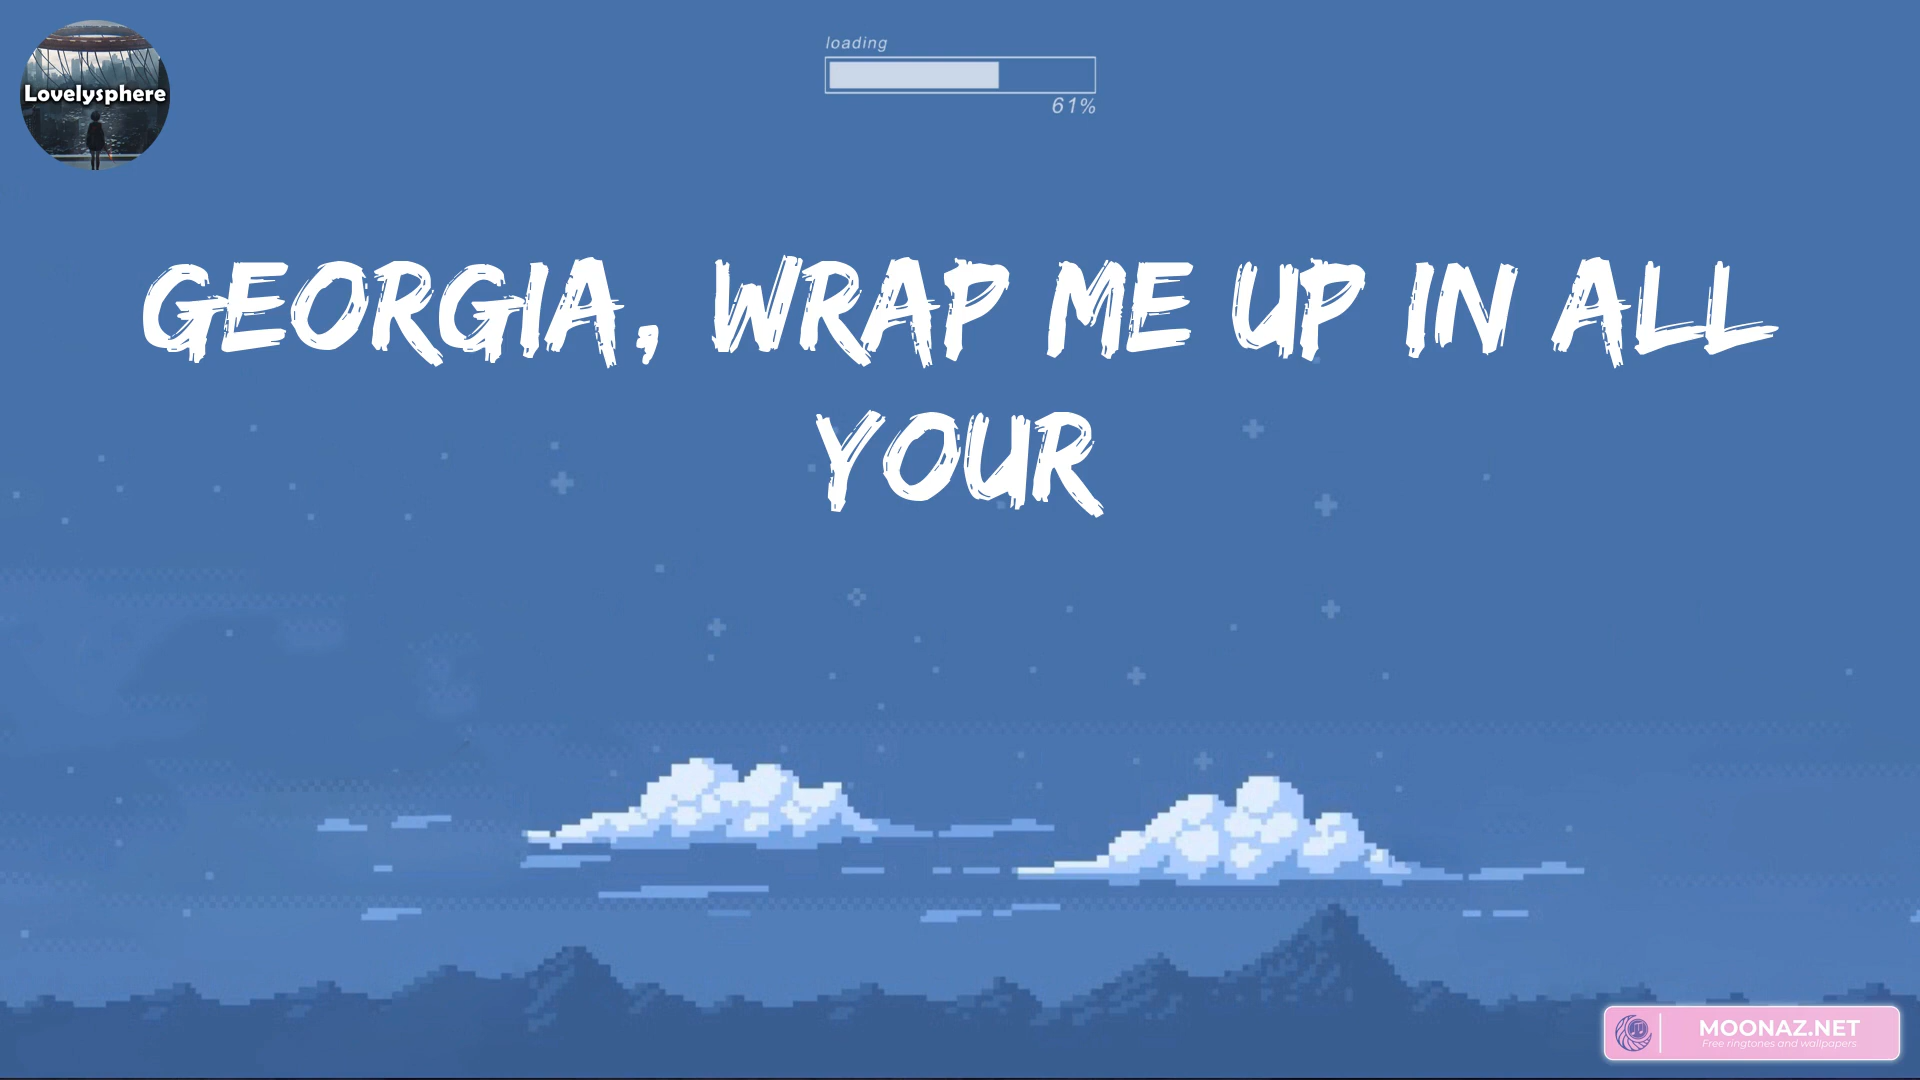 Lovelysphere
loading
61%
GEORGIA, WRAP ME UP IN ALL
YOUR
MOONAZ.NET
Free ringtones and wallpapers